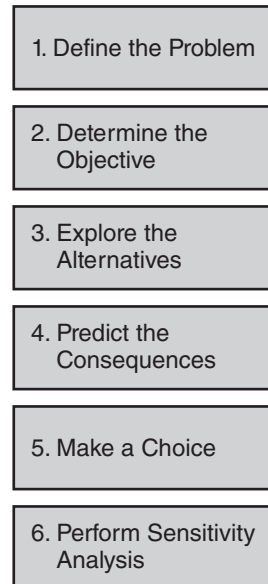 1. Define the Problem
2. Determine the
Objective
3. Explore the
Alternatives
4. Predict the
Consequences
5. Make a Choice
6. Perform Sensitivity
Analysis